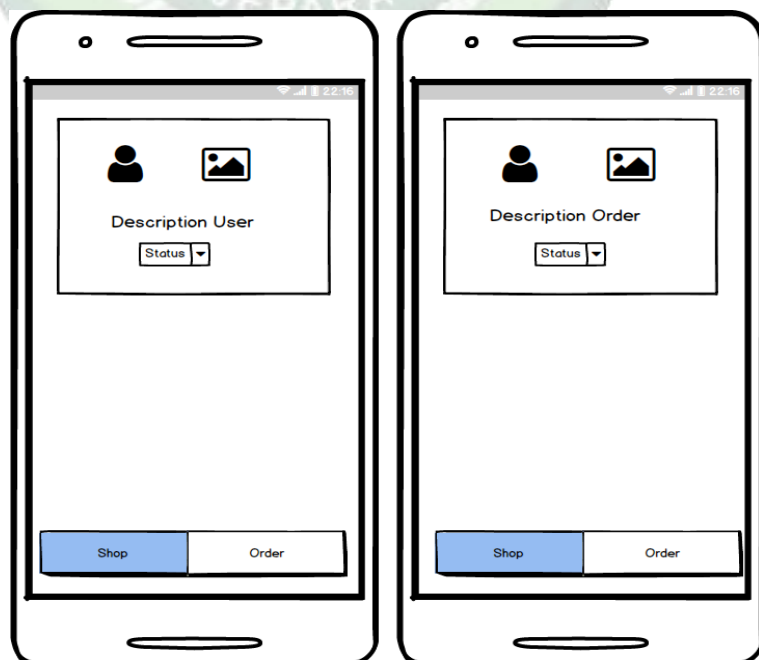 22:16
Description User
Status
Shop Order
22:16
Description Order
Status
Shop Order